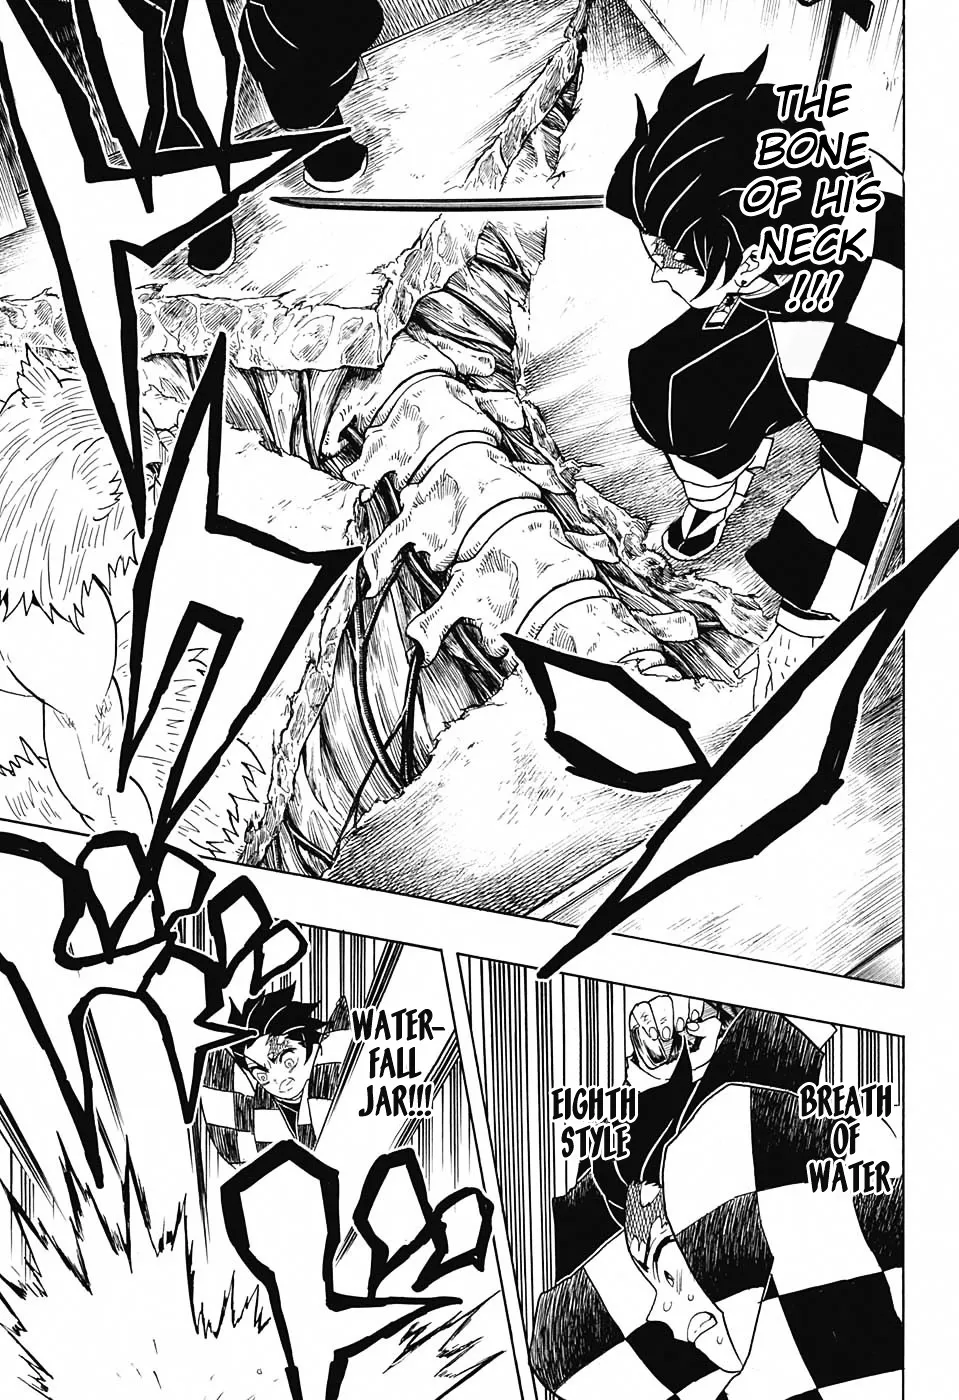 THE
BONE
OF HIS
NECK
!!!
BREATH
OF
WATER
EIGHTH
STYLE
WATER-
FALL
JAR!!!